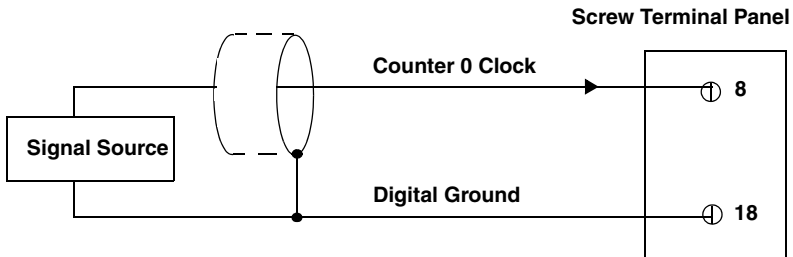 Screw Terminal Panel
Counter 0 Clock
8
Signal Source
Digital Ground
18